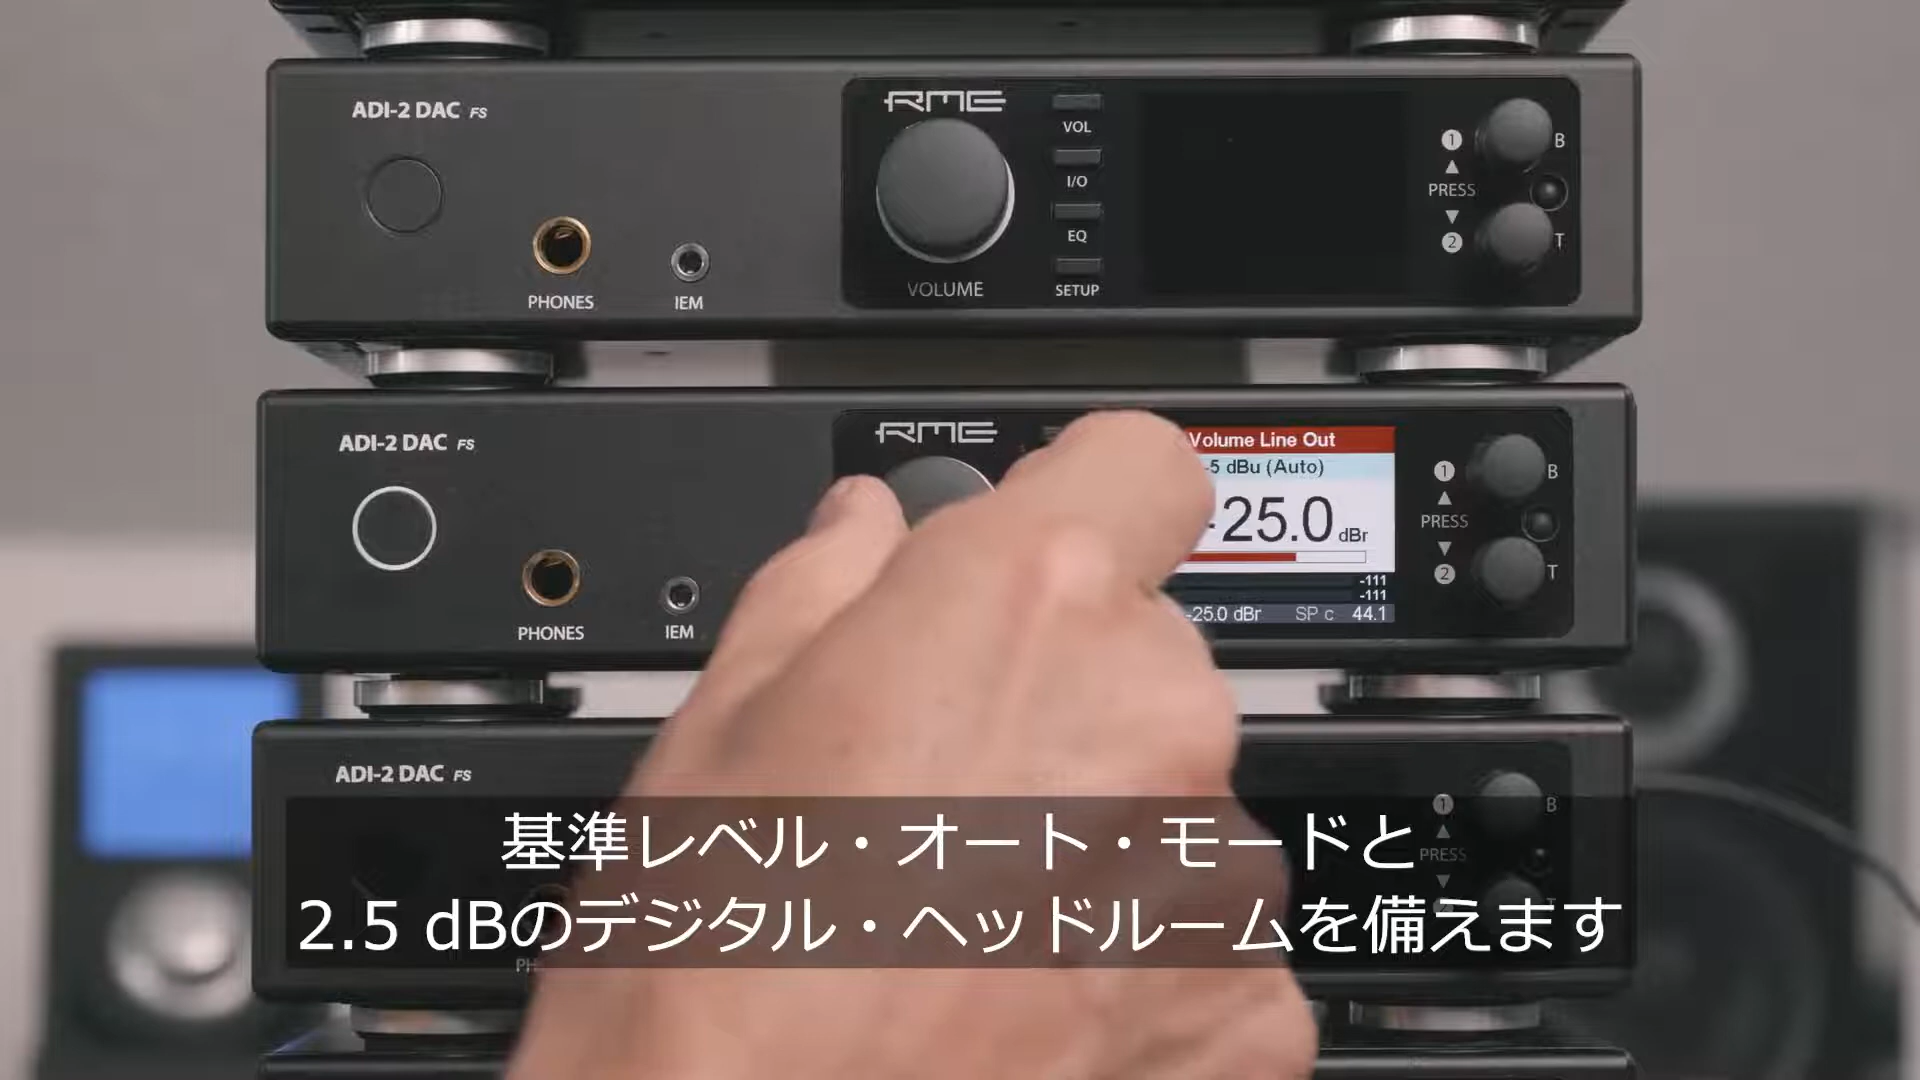 ADI-2 DAC FS
RME
VOL
I/O
EQ
SETUP
VOLUME
PHONES
IEM
1
B
PRESS
2
T
ADI-2 DAC FS
RME
PHONES
IEM
Volume Line Out
-5 dBu (Auto)
-25.0 dBr
-111
-111
-25.0 dBr SP c 44.1
1
B
PRESS
2
T
ADI-2 DAC FS
1
B
PRESS
基準レベル・オート・モードと
2.5 dBのデジタル・ヘッドルームを備えます